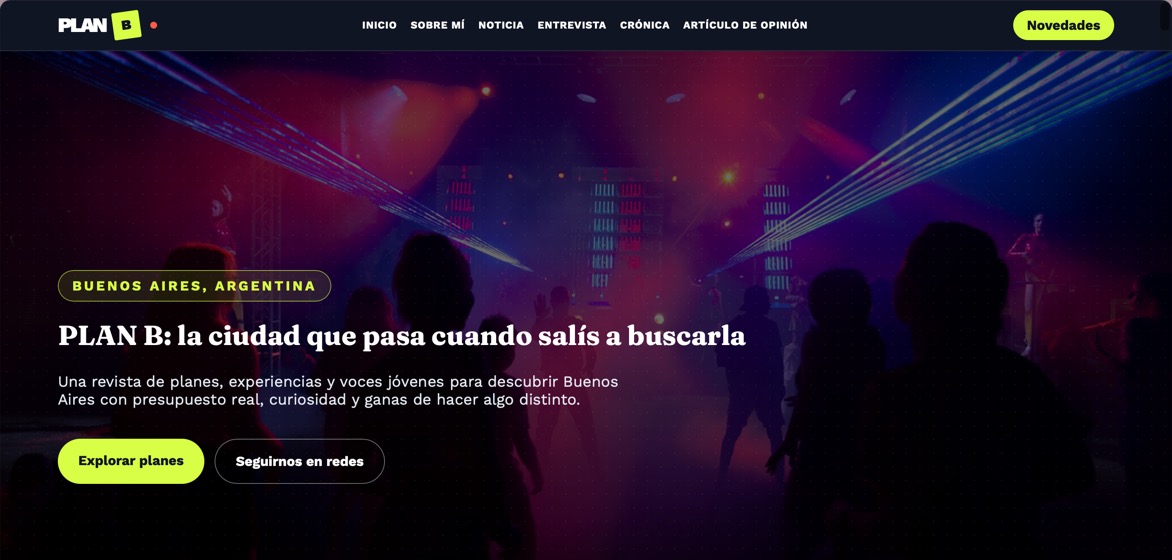 PLAN B
INICIO SOBRE MÍ NOTICIA ENTREVISTA CRÓNICA ARTÍCULO DE OPINIÓN
Novedades
BUENOS AIRES, ARGENTINA
PLAN B: la ciudad que pasa cuando salís a buscarla
Una revista de planes, experiencias y voces jóvenes para descubrir Buenos
Aires con presupuesto real, curiosidad y ganas de hacer algo distinto.
Explorar planes
Seguirnos en redes